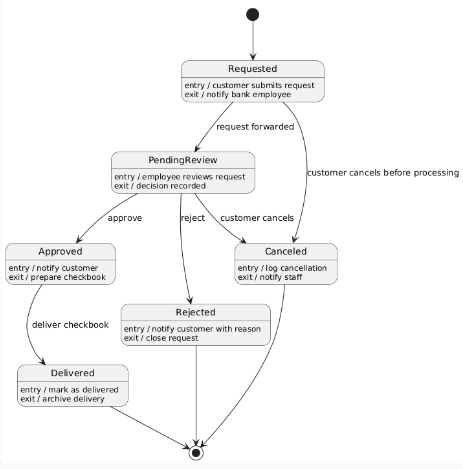 Requested
entry / customer submits request
exit / notify bank employee
request forwarded
PendingReview
entry / employee reviews request
exit / decision recorded
customer cancels before processing
approve
reject
customer cancels
Approved
entry / notify customer
exit / prepare checkbook
Canceled
entry / log cancellation
exit / notify staff
Rejected
entry / notify customer with reason
exit / close request
deliver checkbook
Delivered
entry / mark as delivered
exit / archive delivery